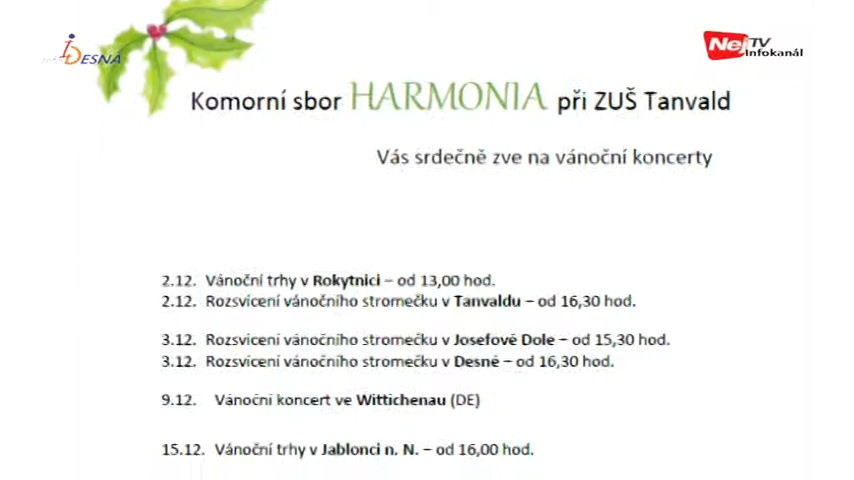 iDESNÁ
Nej TV
Infokanál
Komorní sbor HARMONIA při ZUŠ Tanvald
Vás srdečně zve na vánoční koncerty
2.12. Vánoční trhy v Rokytnici – od 13,00 hod.
2.12. Rozsvícení vánočního stromečku v Tanvaldu – od 16,30 hod.
3.12. Rozsvícení vánočního stromečku v Josefově Dole – od 15,30 hod.
3.12. Rozsvícení vánočního stromečku v Desné – od 16,30 hod.
9.12. Vánoční koncert ve Wittichenau (DE)
15.12. Vánoční trhy v Jablonci n. N. – od 16,00 hod.